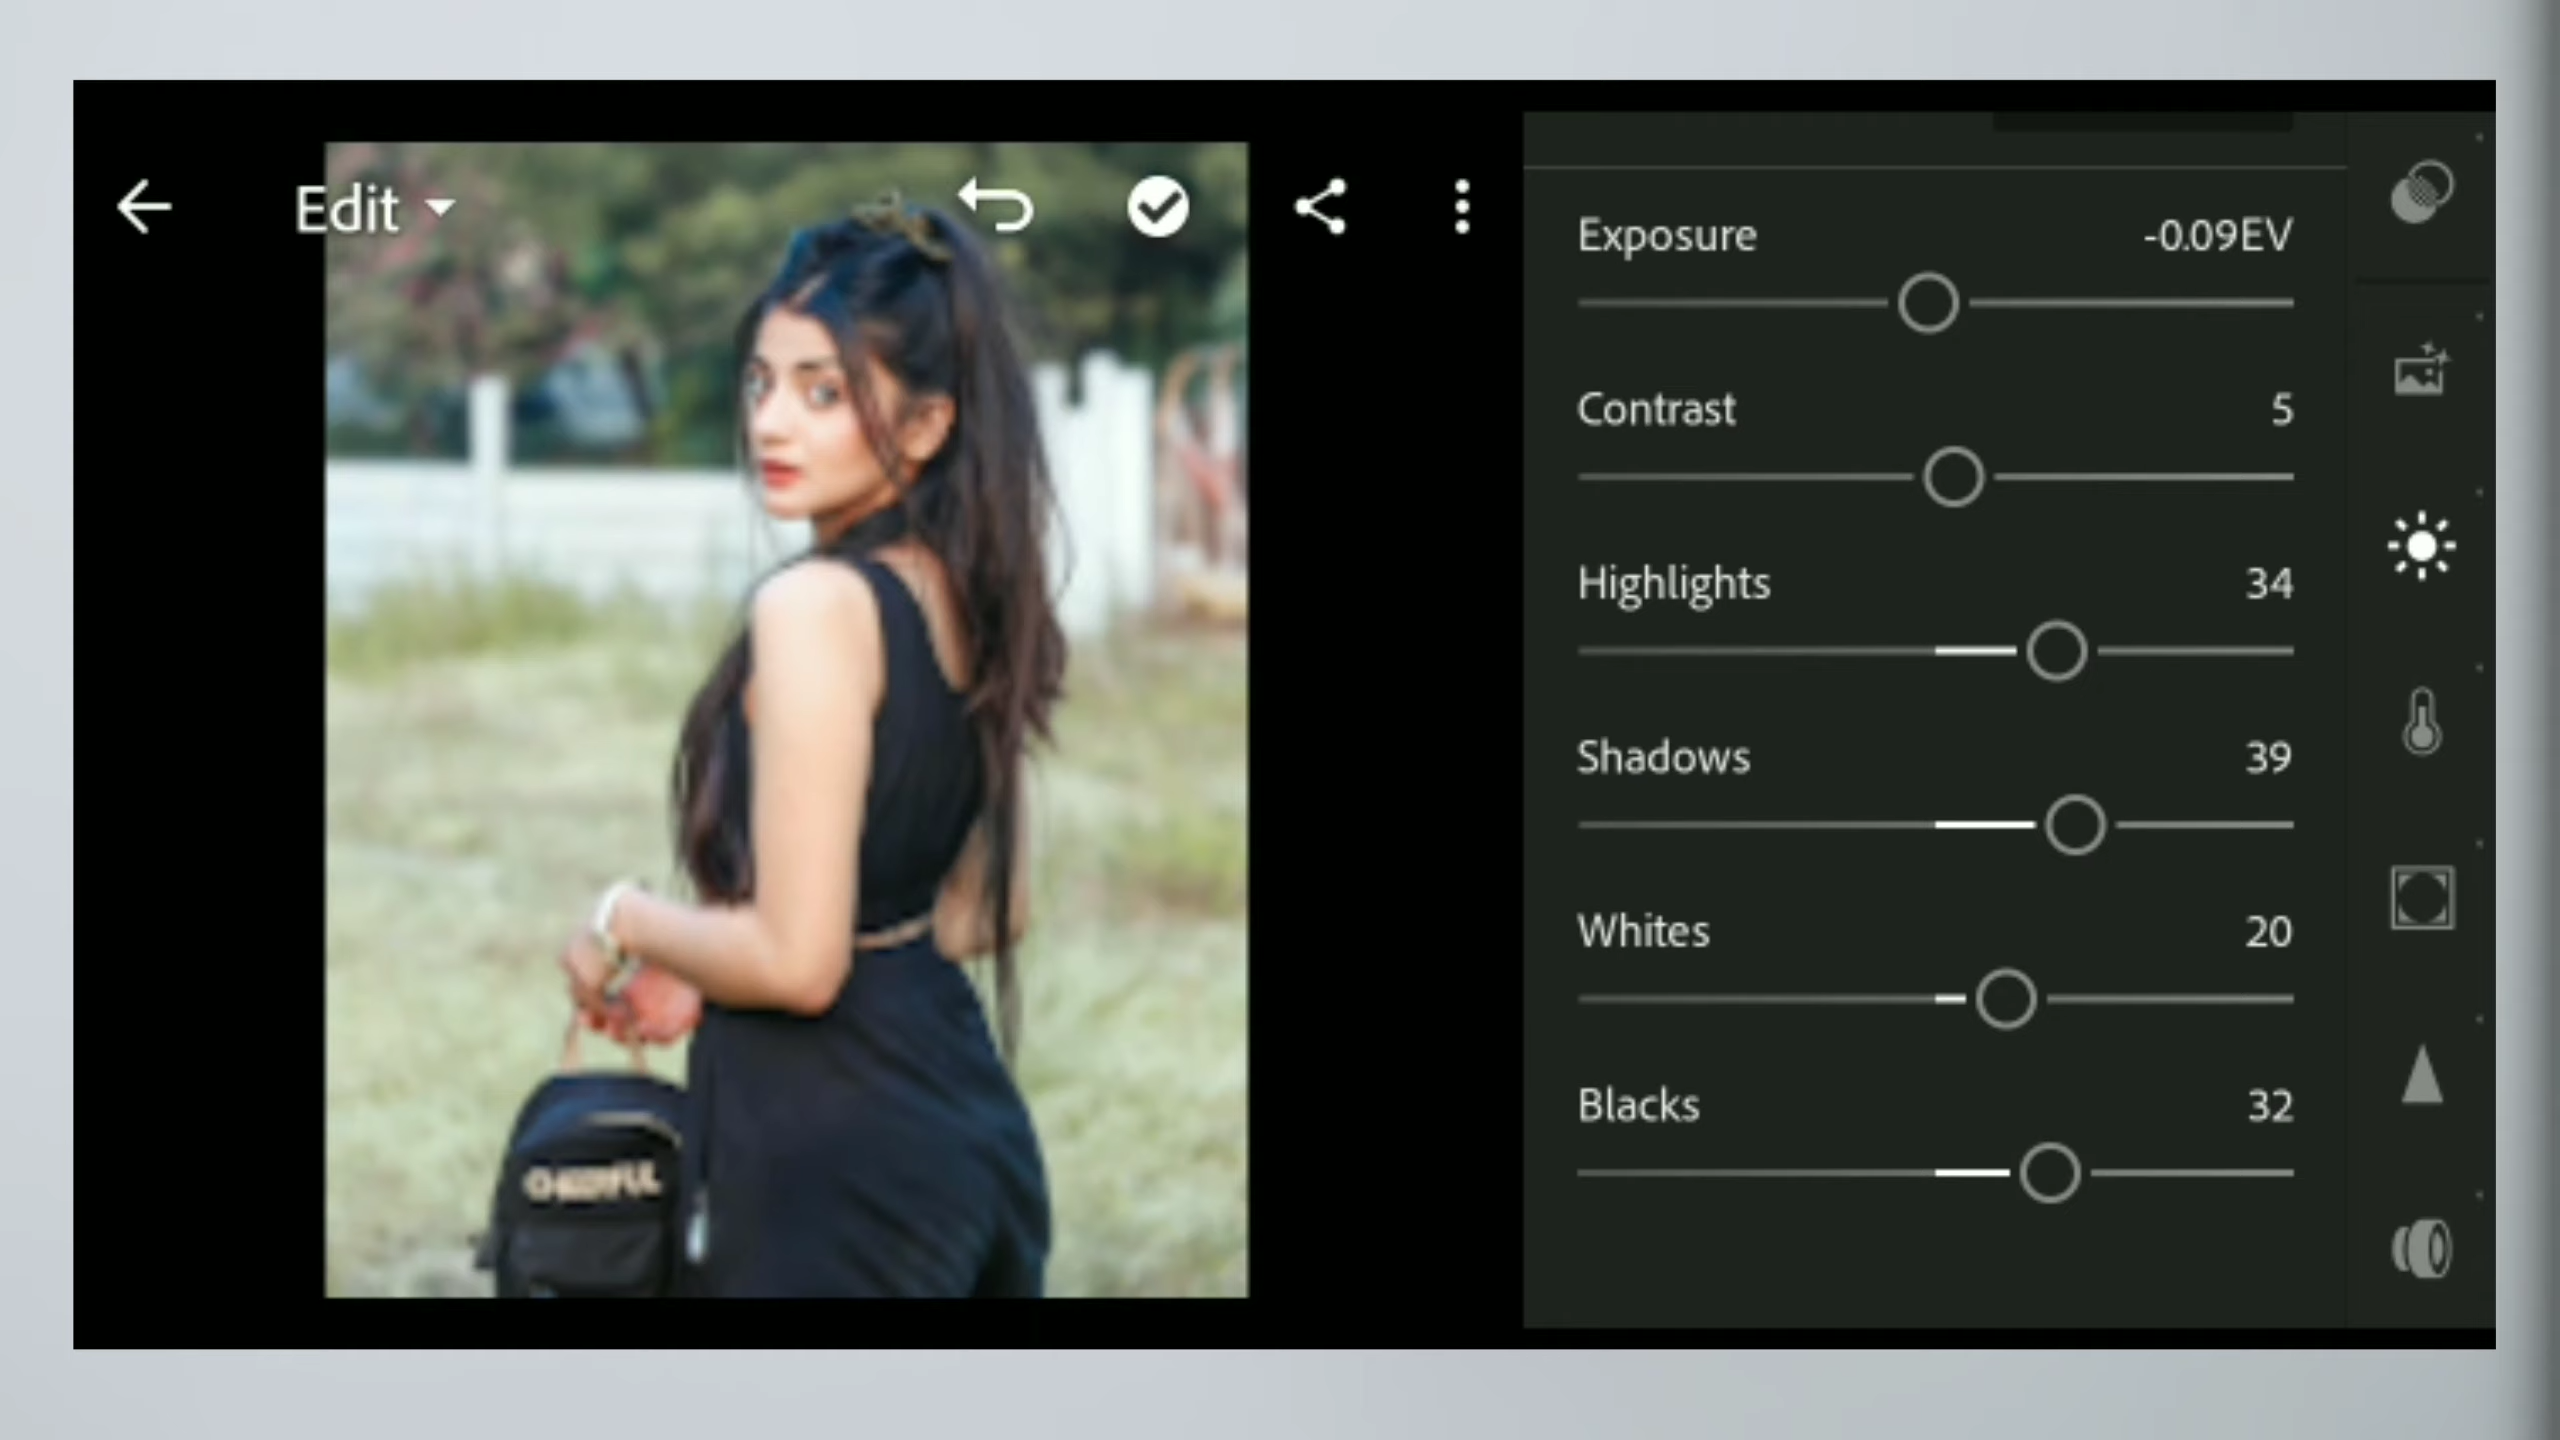 Edit
Exposure -0.09EV
Contrast 5
Highlights 34
Shadows 39
Whites 20
Blacks 32